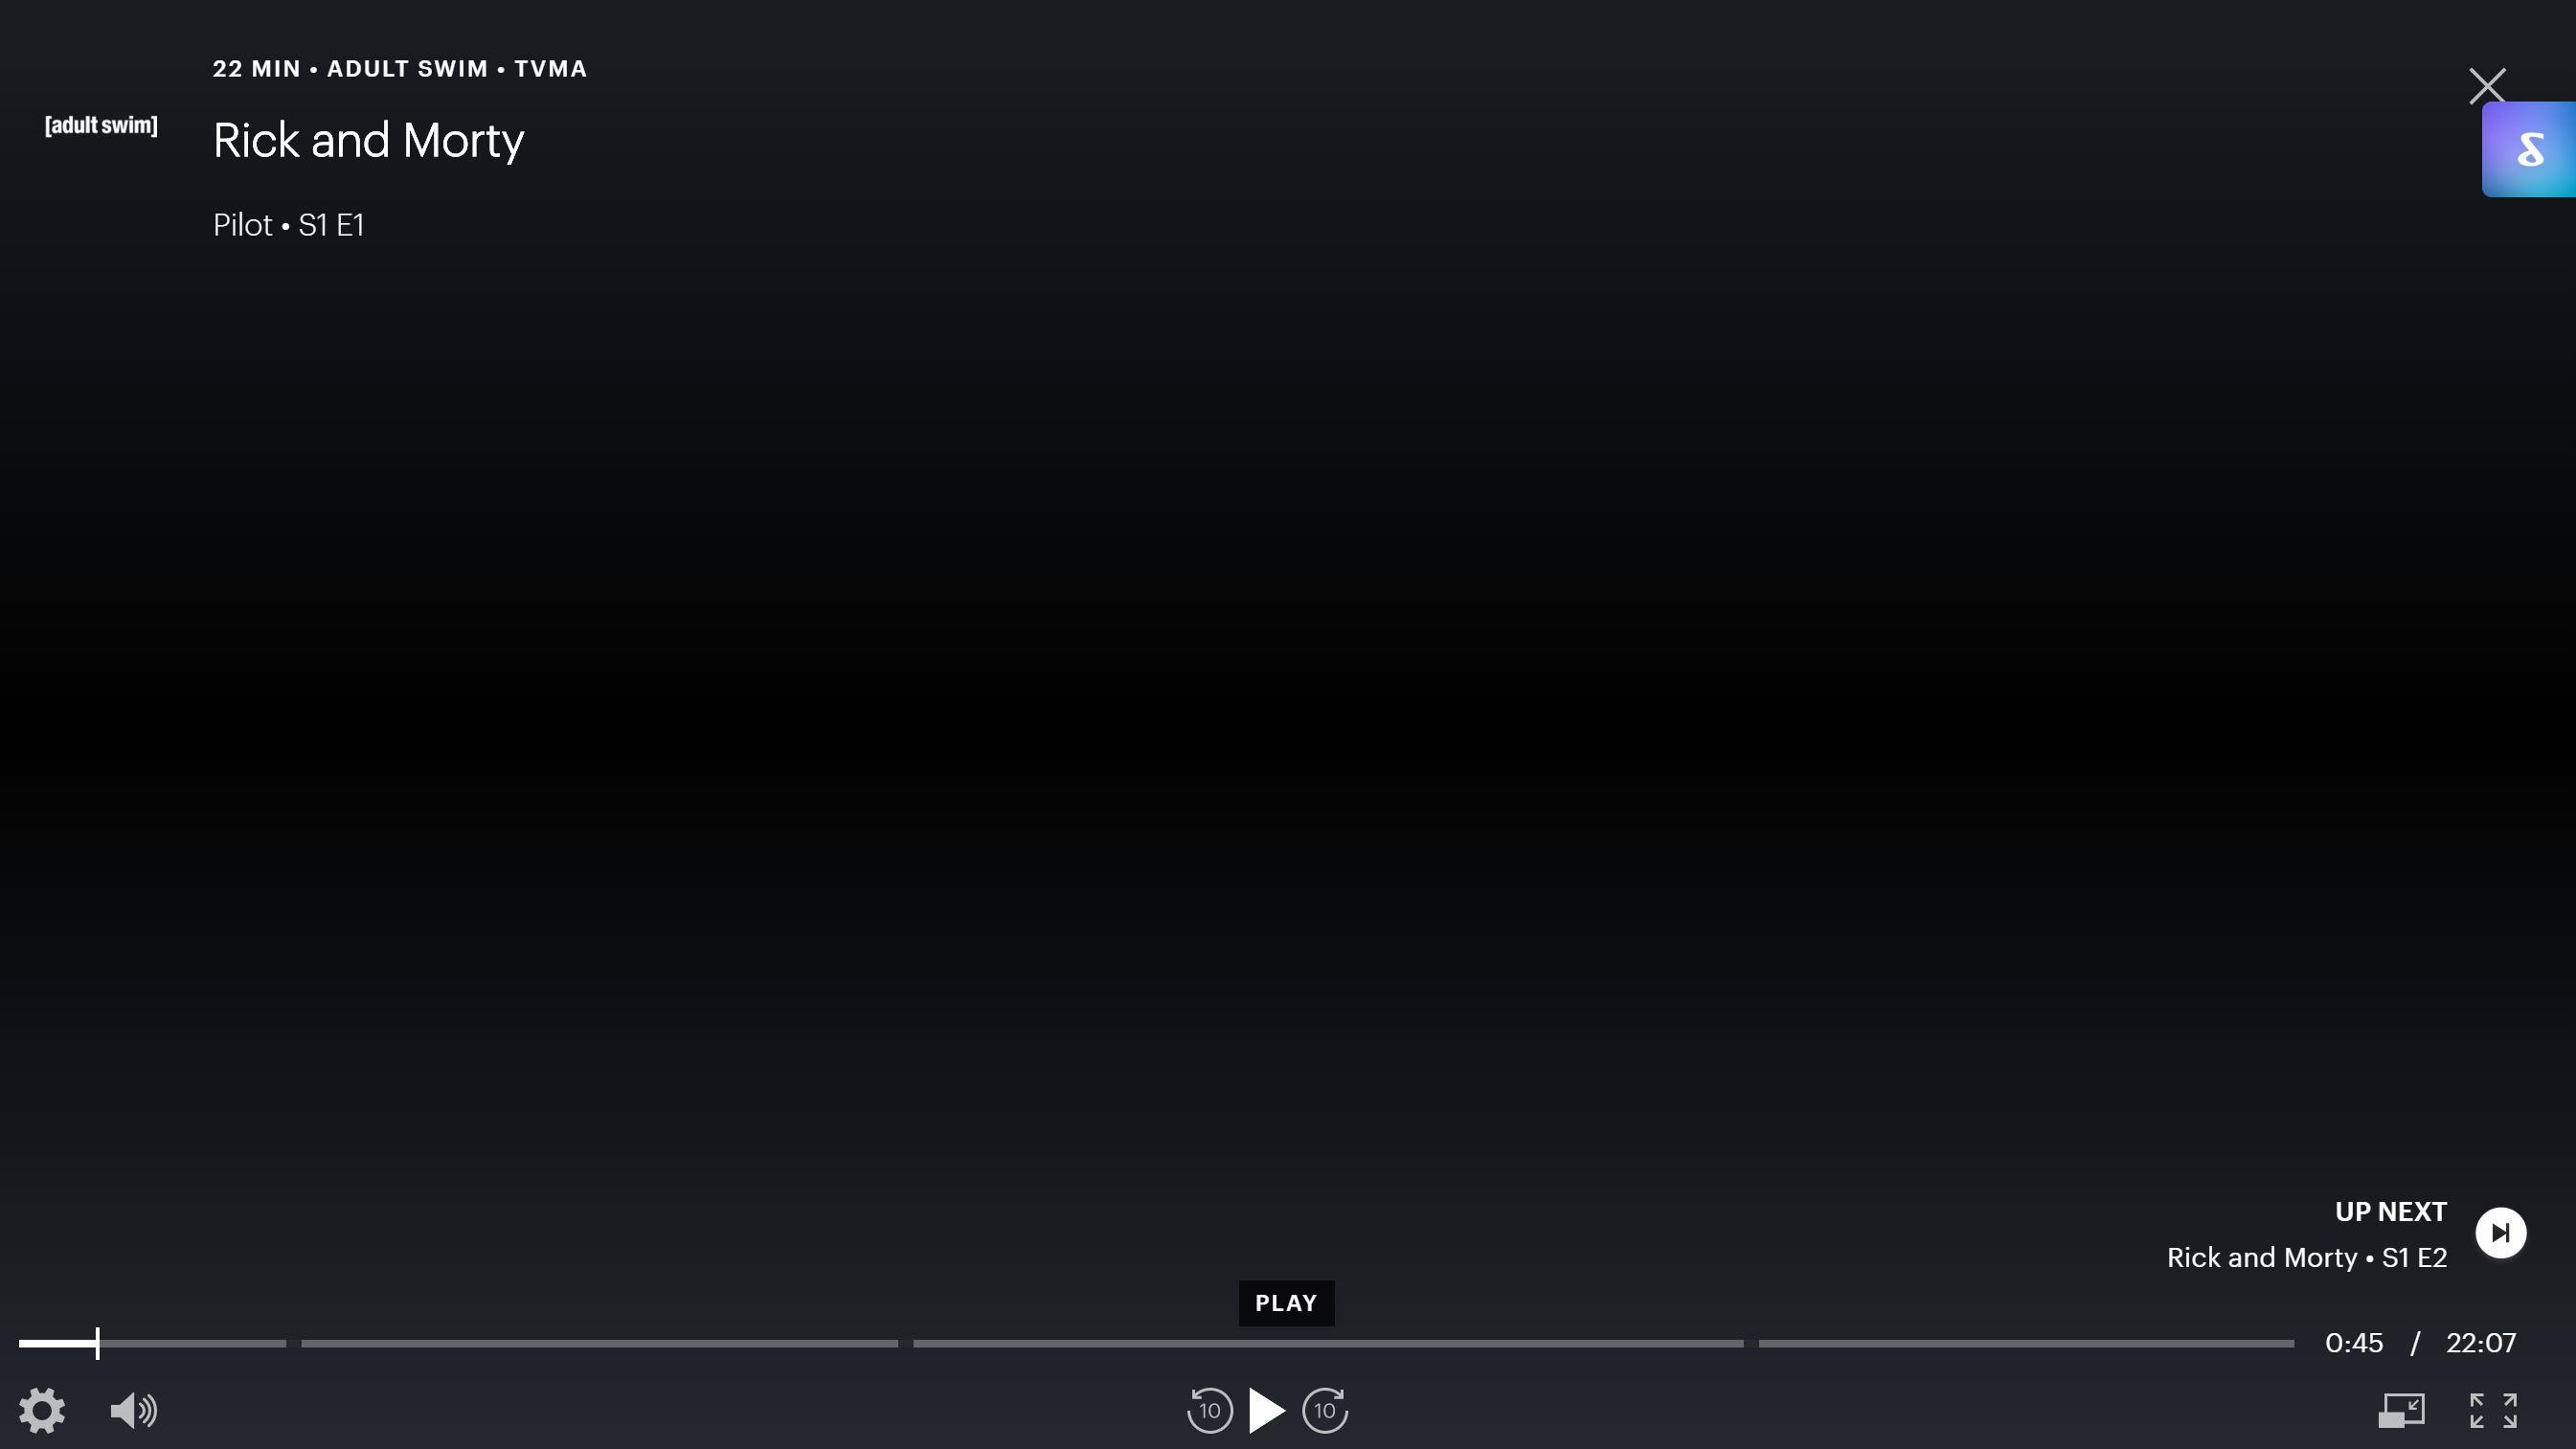 22 MIN • ADULT SWIM • TVMA
[adult swim]
Rick and Morty
Pilot • S1 E1
UP NEXT
Rick and Morty • S1 E2
PLAY
0:45 / 22:07
10
10